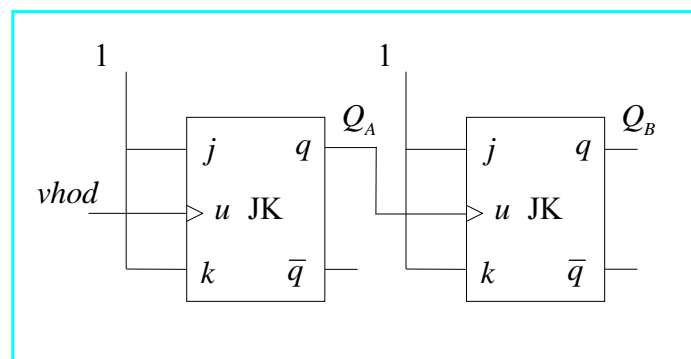 1 1
Q_A Q_B
j q j q
vhod u JK u JK
k q̅ k q̅